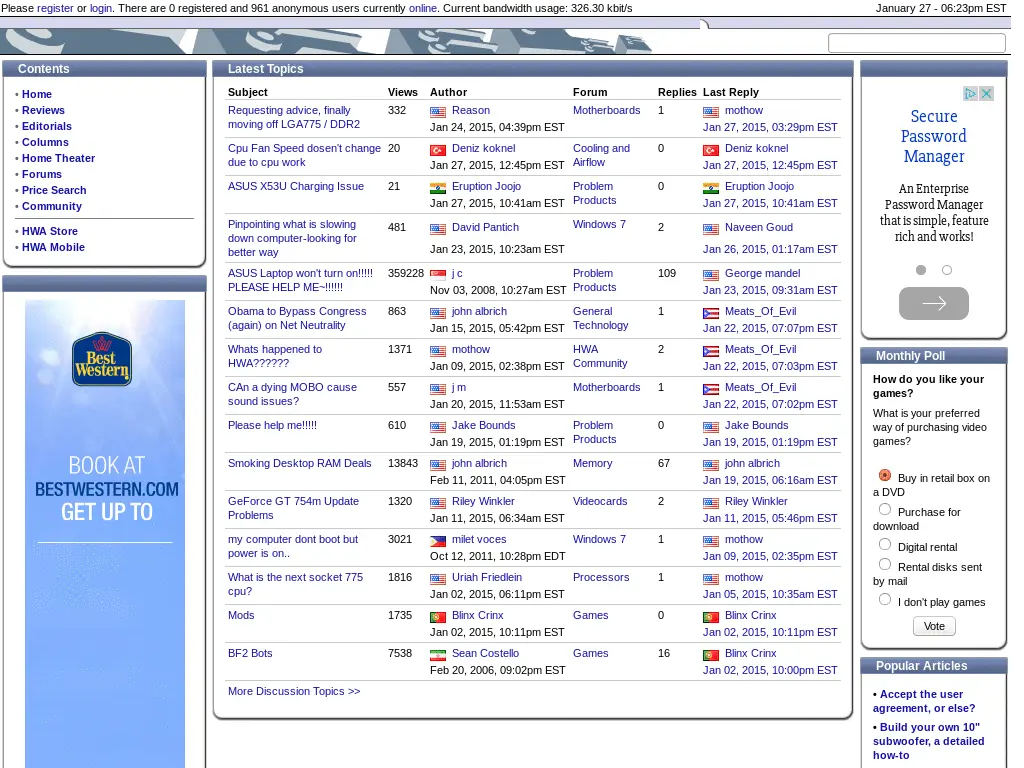 Please register or login. There are 0 registered and 961 anonymous users currently online. Current bandwidth usage: 326.30 kbit/s
January 27 - 06:23pm EST
Contents
• Home
• Reviews
• Editorials
• Columns
• Home Theater
• Forums
• Price Search
• Community
• HWA Store
• HWA Mobile
Best
Western
BOOK AT
BESTWESTERN.COM
GET UP TO
Latest Topics
Subject Views Author Forum Replies Last Reply
Requesting advice, finally moving off LGA775 / DDR2 332 Reason Jan 24, 2015, 04:39pm EST Motherboards 1 mothow Jan 27, 2015, 03:29pm EST
Cpu Fan Speed dosen't change due to cpu work 20 Deniz koknel Jan 27, 2015, 12:45pm EST Cooling and Airflow 0 Deniz koknel Jan 27, 2015, 12:45pm EST
ASUS X53U Charging Issue 21 Eruption Joojo Jan 27, 2015, 10:41am EST Problem Products 0 Eruption Joojo Jan 27, 2015, 10:41am EST
Pinpointing what is slowing down computer-looking for better way 481 David Pantich Jan 23, 2015, 10:23am EST Windows 7 2 Naveen Goud Jan 26, 2015, 01:17am EST
ASUS Laptop won't turn on!!!!! PLEASE HELP ME~!!!!!! 359228 j c Nov 03, 2008, 10:27am EST Problem Products 109 George mandel Jan 23, 2015, 09:31am EST
Obama to Bypass Congress (again) on Net Neutrality 863 john albrich Jan 15, 2015, 05:42pm EST General Technology 1 Meats_Of_Evil Jan 22, 2015, 07:07pm EST
Whats happened to HWA?????? 1371 mothow Jan 09, 2015, 02:38pm EST HWA Community 2 Meats_Of_Evil Jan 22, 2015, 07:03pm EST
CAn a dying MOBO cause sound issues? 557 j m Jan 20, 2015, 11:53am EST Motherboards 1 Meats_Of_Evil Jan 22, 2015, 07:02pm EST
Please help me!!!!! 610 Jake Bounds Jan 19, 2015, 01:19pm EST Problem Products 0 Jake Bounds Jan 19, 2015, 01:19pm EST
Smoking Desktop RAM Deals 13843 john albrich Feb 11, 2011, 04:05pm EST Memory 67 john albrich Jan 19, 2015, 06:16am EST
GeForce GT 754m Update Problems 1320 Riley Winkler Jan 11, 2015, 06:34am EST Videocards 2 Riley Winkler Jan 11, 2015, 05:46pm EST
my computer dont boot but power is on.. 3021 milet voces Oct 12, 2011, 10:28pm EDT Windows 7 1 mothow Jan 09, 2015, 02:35pm EST
What is the next socket 775 cpu? 1816 Uriah Friedlein Jan 02, 2015, 06:11pm EST Processors 1 mothow Jan 05, 2015, 10:35am EST
Mods 1735 Blinx Crinx Jan 02, 2015, 10:11pm EST Games 0 Blinx Crinx Jan 02, 2015, 10:11pm EST
BF2 Bots 7538 Sean Costello Feb 20, 2006, 09:02pm EST Games 16 Blinx Crinx Jan 02, 2015, 10:00pm EST
More Discussion Topics >>
Secure
Password
Manager
An Enterprise
Password Manager
that is simple, feature
rich and works!
Monthly Poll
How do you like your
games?
What is your preferred
way of purchasing video
games?
Buy in retail box on
a DVD
Purchase for
download
Digital rental
Rental disks sent
by mail
I don't play games
Vote
Popular Articles
• Accept the user
agreement, or else?
• Build your own 10"
subwoofer, a detailed
how-to